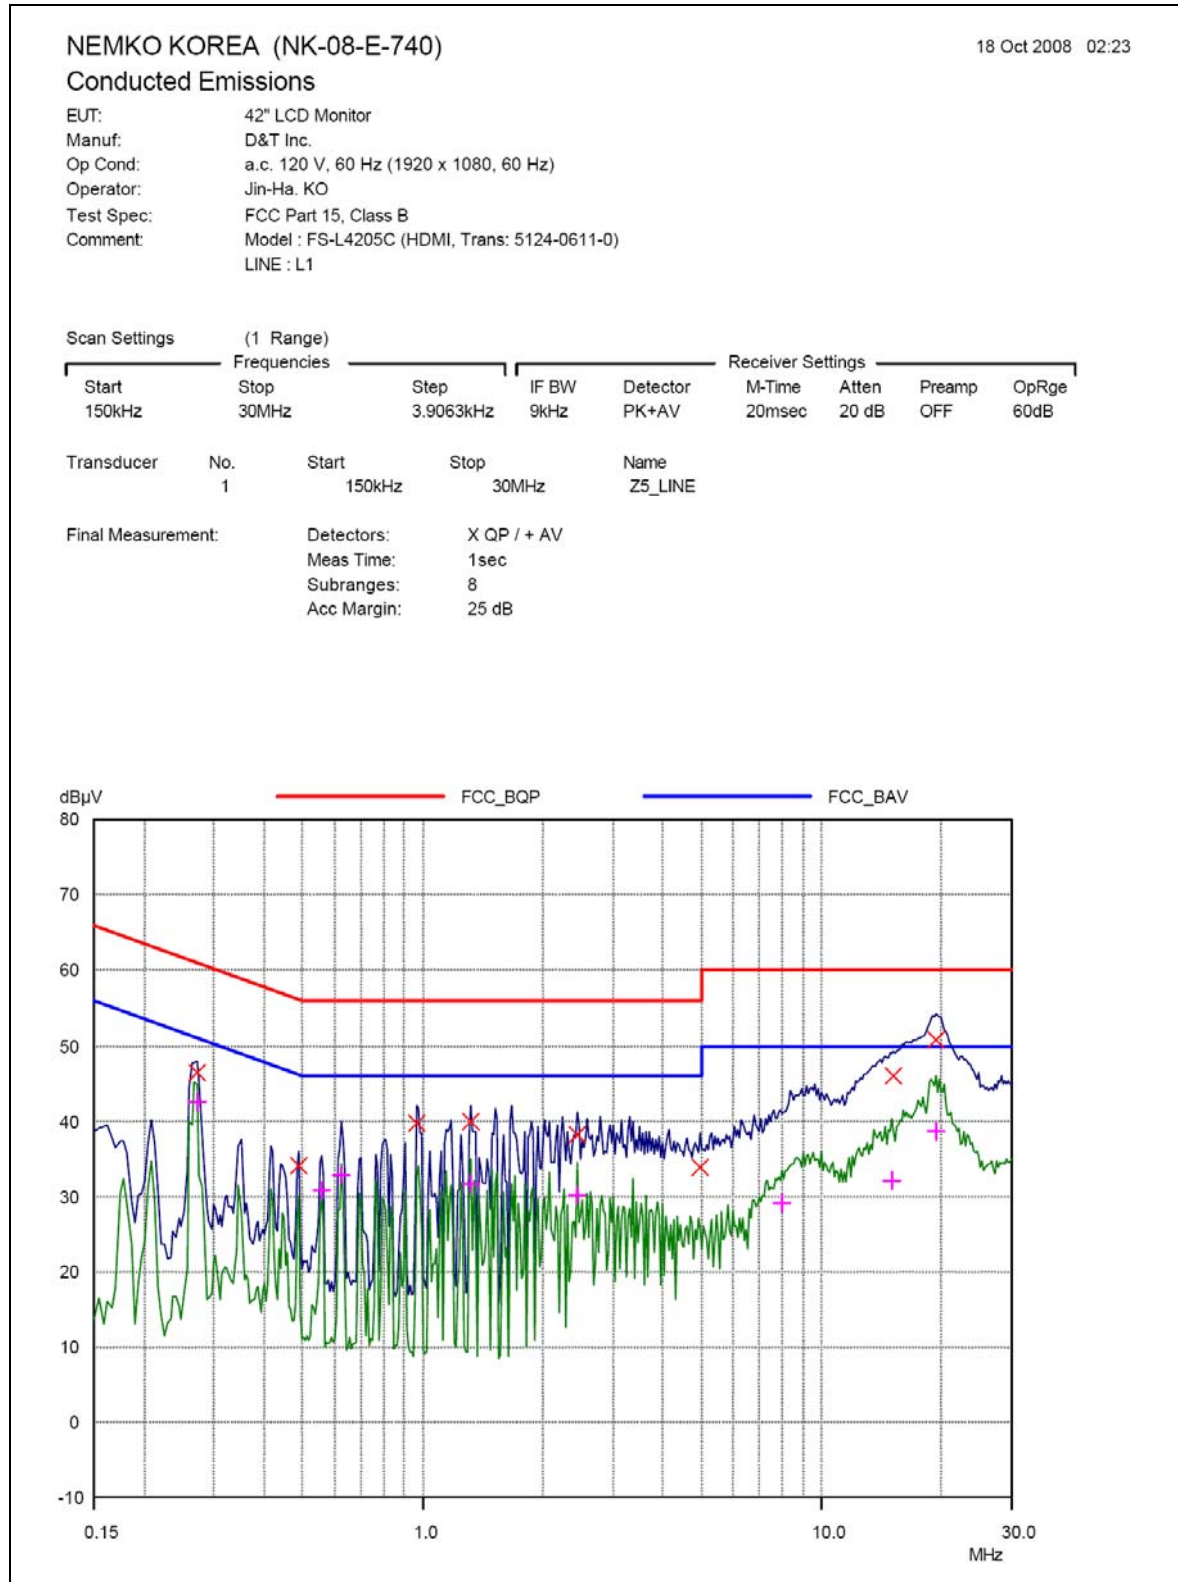 NEMKO KOREA (NK-08-E-740) 18 Oct 2008 02:23
Conducted Emissions
EUT: 42" LCD Monitor
Manuf: D&T Inc.
Op Cond: a.c. 120 V, 60 Hz (1920 x 1080, 60 Hz)
Operator: Jin-Ha. KO
Test Spec: FCC Part 15, Class B
Comment: Model : FS-L4205C (HDMI, Trans: 5124-0611-0)
LINE : L1
Scan Settings (1 Range)
Frequencies Receiver Settings
Start Stop Step IF BW Detector M-Time Atten Preamp OpRge
150kHz 30MHz 3.9063kHz 9kHz PK+AV 20msec 20 dB OFF 60dB
Transducer No. Start Stop Name
1 150kHz 30MHz Z5_LINE
Final Measurement: Detectors: X QP / + AV
Meas Time: 1sec
Subranges: 8
Acc Margin: 25 dB
dBµV FCC_BQP FCC_BAV
80
70
60
50
40
30
20
10
0
-10
0.15 1.0 10.0 30.0
MHz